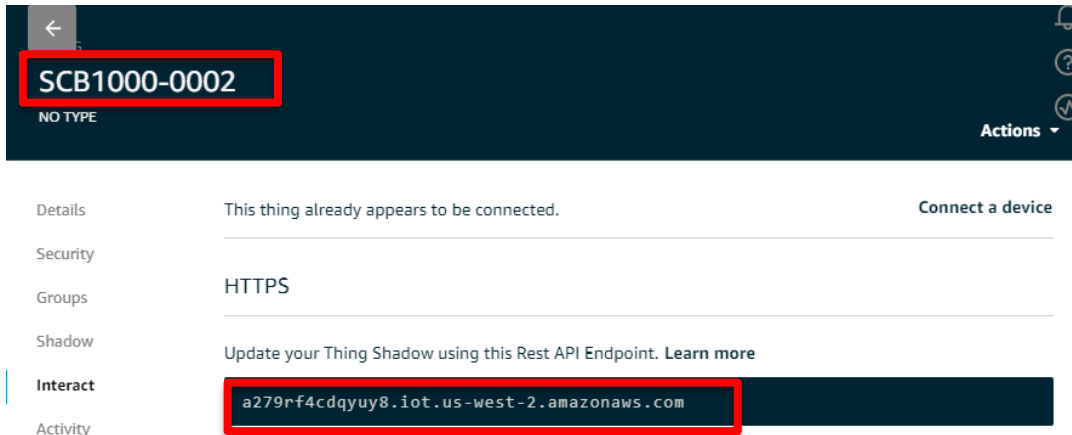 SCB1000-0002
NO TYPE
Actions
Details
This thing already appears to be connected.
Connect a device
Security
HTTPS
Groups
Shadow
Update your Thing Shadow using this Rest API Endpoint. Learn more
Interact
a279rf4cdqyuy8.iot.us-west-2.amazonaws.com
Activity